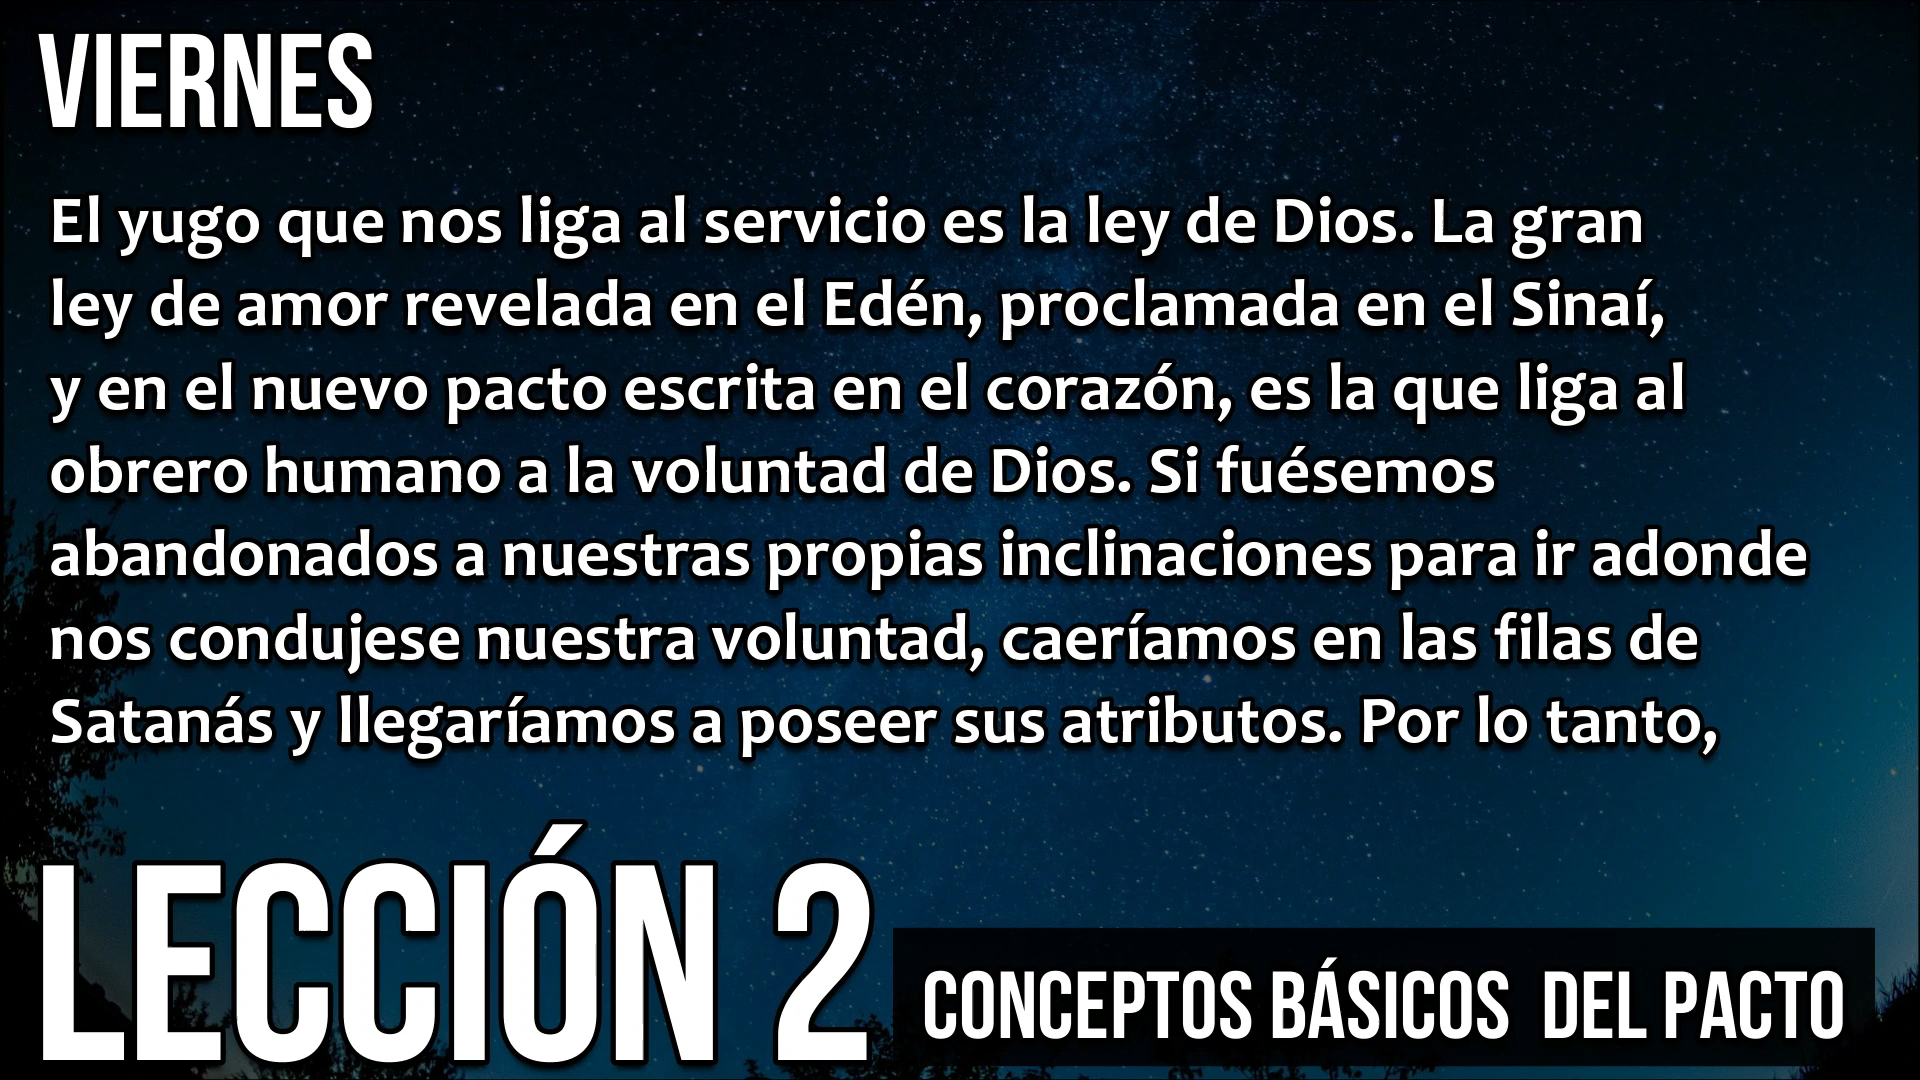 VIERNES
El yugo que nos liga al servicio es la ley de Dios. La gran
ley de amor revelada en el Edén, proclamada en el Sinaí,
y en el nuevo pacto escrita en el corazón, es la que liga al
obrero humano a la voluntad de Dios. Si fuésemos
abandonados a nuestras propias inclinaciones para ir adonde
nos condujese nuestra voluntad, caeríamos en las filas de
Satanás y llegaríamos a poseer sus atributos. Por lo tanto,
LECCIÓN 2
CONCEPTOS BÁSICOS DEL PACTO